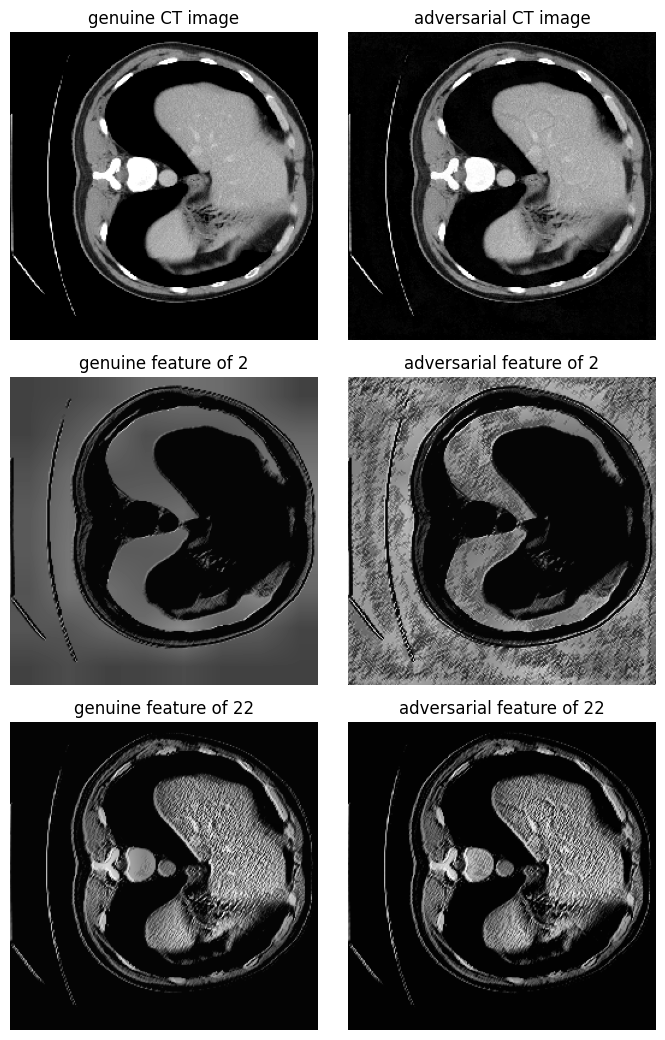 genuine CT image
adversarial CT image
genuine feature of 2
adversarial feature of 2
genuine feature of 22
adversarial feature of 22